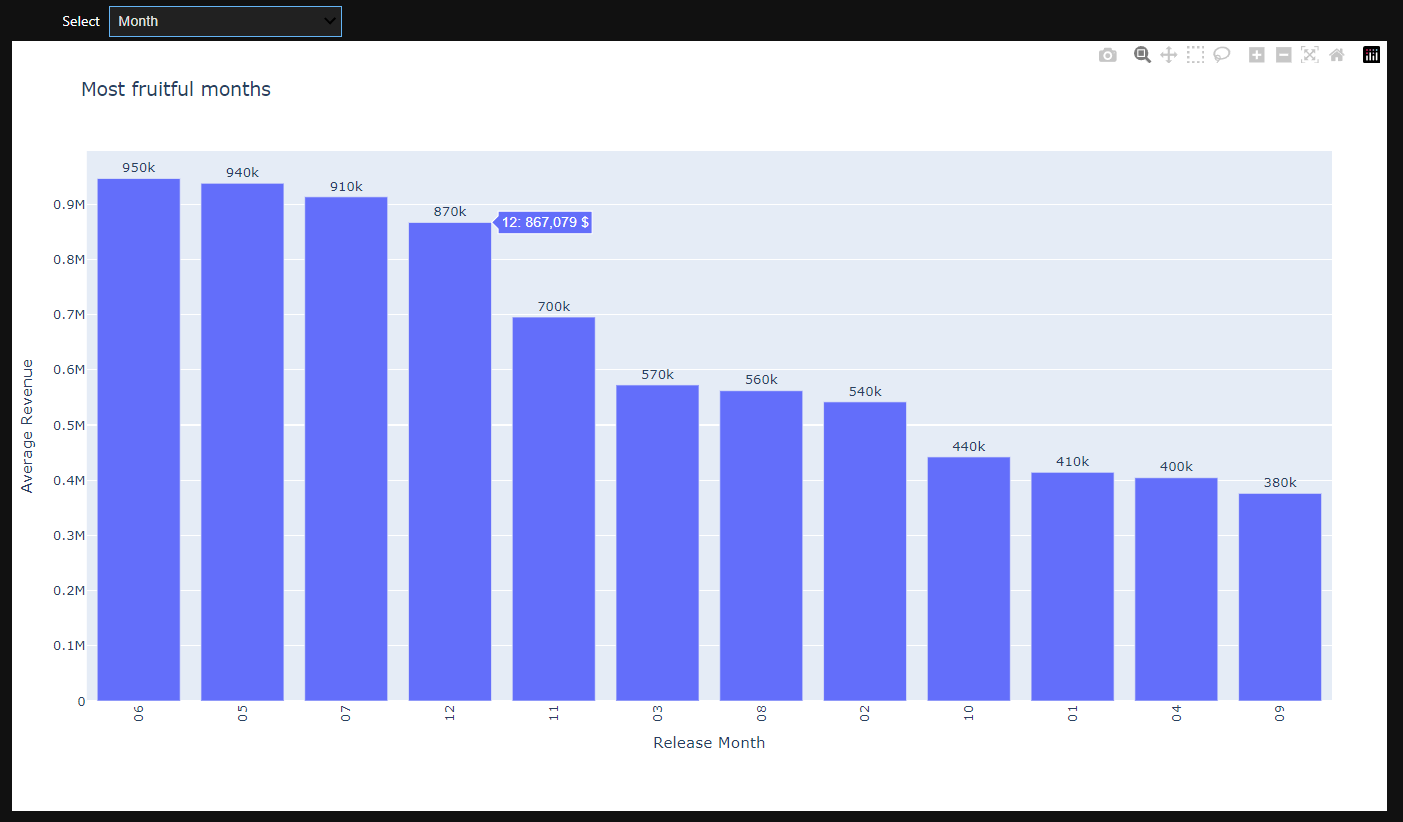 Select Month
Most fruitful months
950k
940k
910k
870k
12: 867,079 $
700k
570k
560k
540k
440k
410k
400k
380k
0.9M
0.8M
0.7M
0.6M
0.5M
0.4M
0.3M
0.2M
0.1M
0
Average Revenue
06 05 07 12 11 03 08 02 10 01 04 09
Release Month